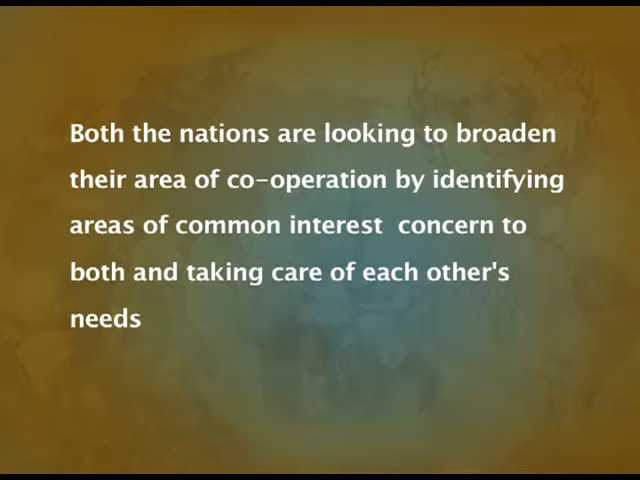 Both the nations are looking to broaden
their area of co-operation by identifying
areas of common interest  concern to
both and taking care of each other's
needs